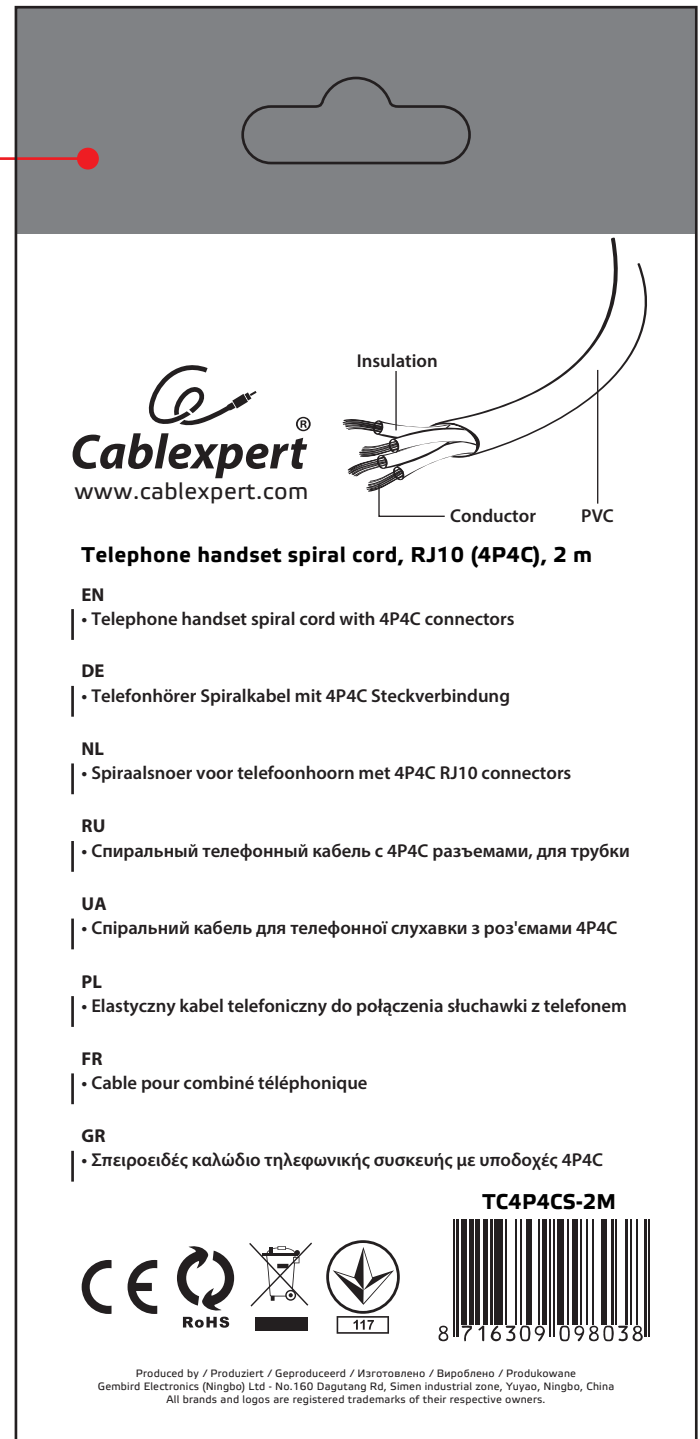 Insulation
Cablexpert®
www.cablexpert.com
Conductor PVC
Telephone handset spiral cord, RJ10 (4P4C), 2 m
EN
• Telephone handset spiral cord with 4P4C connectors
DE
• Telefonhörer Spiralkabel mit 4P4C Steckverbindung
NL
• Spiraalsnoer voor telefoonhoorn met 4P4C RJ10 connectors
RU
• Спиральный телефонный кабель с 4P4C разъемами, для трубки
UA
• Спіральний кабель для телефонної слухавки з роз'ємами 4P4C
PL
• Elastyczny kabel telefoniczny do połączenia słuchawki z telefonem
FR
• Cable pour combiné téléphonique
GR
• Σπειροειδές καλώδιο τηλεφωνικής συσκευής με υποδοχές 4P4C
TC4P4CS-2M
CE
RoHS
117
8 716309 098038
Produced by / Produziert / Geproduceerd / Изготовлено / Вироблено / Produkowane
Gembird Electronics (Ningbo) Ltd - No.160 Dagutang Rd, Simen industrial zone, Yuyao, Ningbo, China
All brands and logos are registered trademarks of their respective owners.